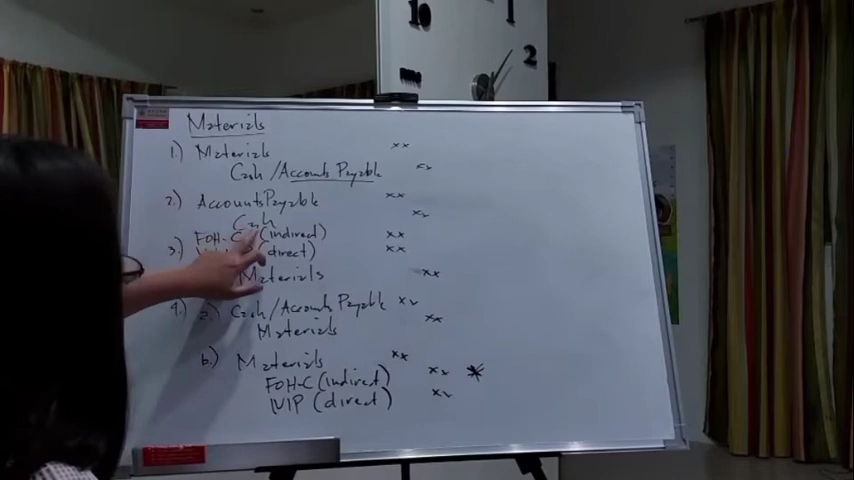 10
2
Materials
1.) Materials xx
Cash/Accounts Payable xx
2.) Accounts Payable xx
Cash xx
FOH-C (indirect) xx
3.) (direct) xx
Materials xx
4.) a.) Cash/Accounts Payable xx
Materials xx
b.) Materials xx
FOH-C (indirect) xx *
WIP (direct) xx